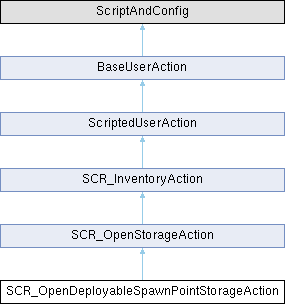 ScriptAndConfig
BaseUserAction
ScriptedUserAction
SCR_InventoryAction
SCR_OpenStorageAction
SCR_OpenDeployableSpawnPointStorageAction